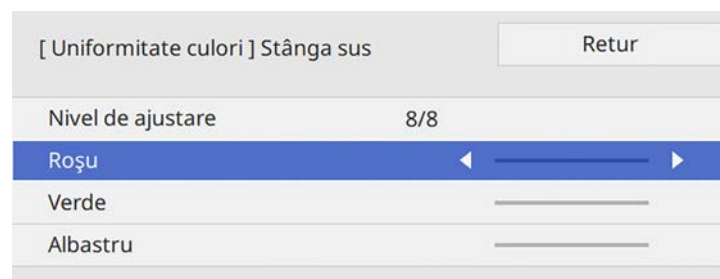 [ Uniformitate culori ] Stânga sus
Retur
Nivel de ajustare 8/8
Roşu
Verde
Albastru